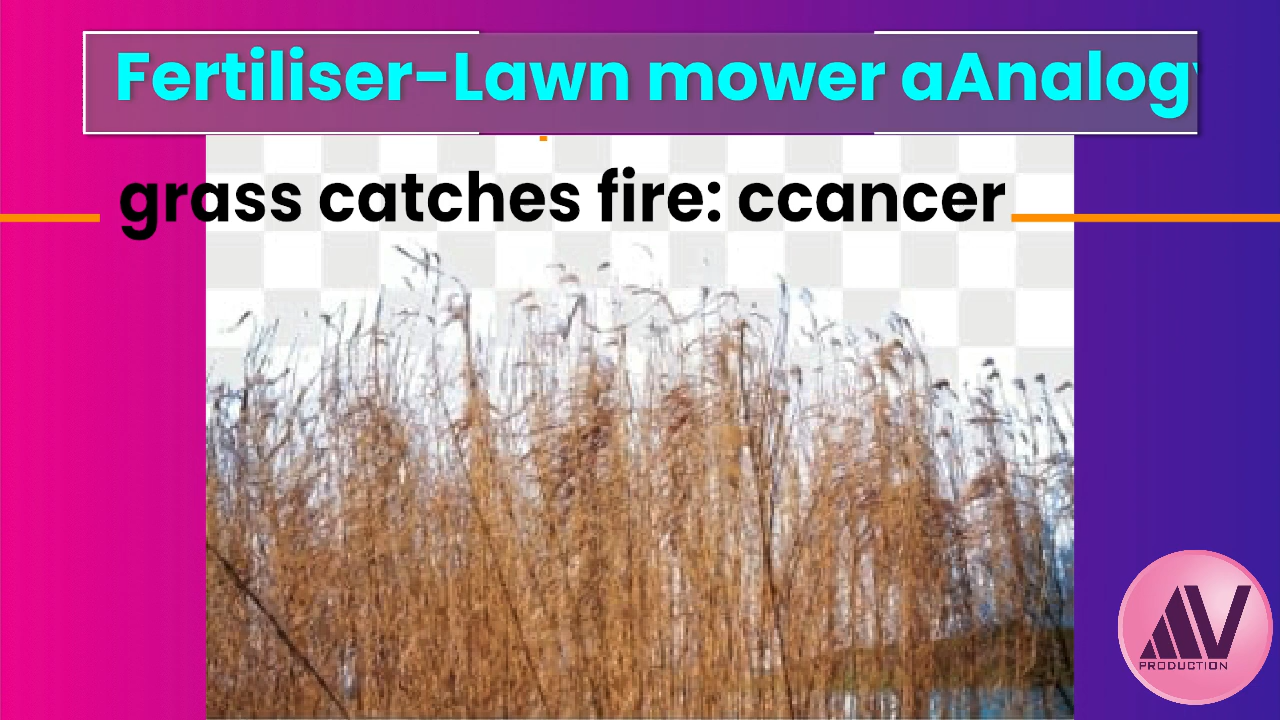 Fertiliser-Lawn mower aAnalogy
grass catches fire: ccancer
AV
PRODUCTION